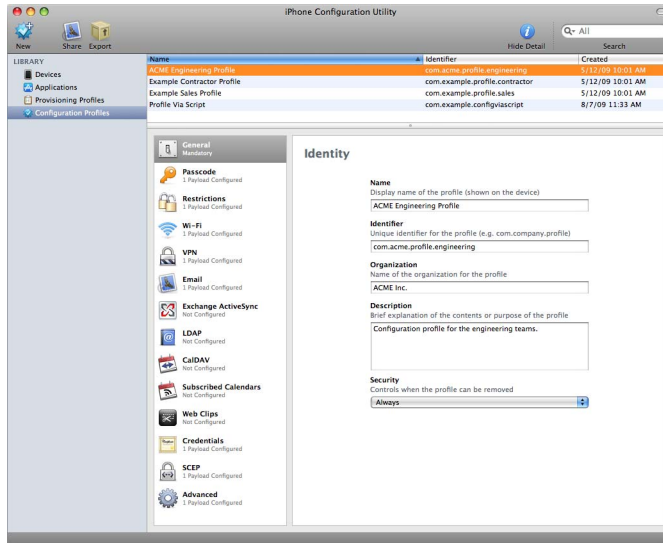 iPhone Configuration Utility
New
Share
Export
Hide Detail
All
Search
LIBRARY
Devices
Applications
Provisioning Profiles
Configuration Profiles
Name Identifier Created
ACME Engineering Profile com.acme.profile.engineering 5/12/09 10:01 AM
Example Contractor Profile com.example.profile.contractor 5/12/09 10:01 AM
Example Sales Profile com.example.profile.sales 5/12/09 10:01 AM
Profile Via Script com.example.configviascript 8/7/09 11:33 AM
General
Mandatory
Passcode
1 Payload Configured
Restrictions
1 Payload Configured
Wi-Fi
1 Payload Configured
VPN
1 Payload Configured
Email
1 Payload Configured
Exchange ActiveSync
Not Configured
LDAP
Not Configured
CalDAV
Not Configured
Subscribed Calendars
Not Configured
Web Clips
Not Configured
Credentials
1 Payload Configured
SCEP
1 Payload Configured
Advanced
1 Payload Configured
Identity
Name
Display name of the profile (shown on the device)
ACME Engineering Profile
Identifier
Unique identifier for the profile (e.g. com.company.profile)
com.acme.profile.engineering
Organization
Name of the organization for the profile
ACME Inc.
Description
Brief explanation of the contents or purpose of the profile
Configuration profile for the engineering teams.
Security
Controls when the profile can be removed
Always